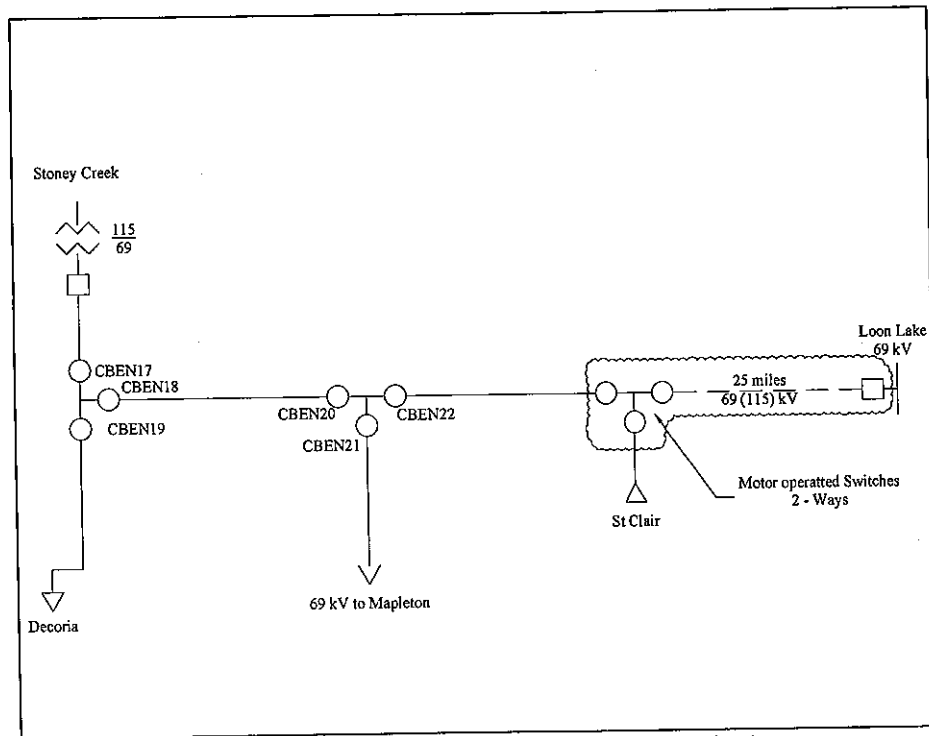 Stoney Creek
115
69
Loon Lake
69 kV
CBEN17
CBEN18
25 miles
69 (115) kV
CBEN20
CBEN22
CBEN19
CBEN21
Motor operatted Switches
2 - Ways
St Clair
69 kV to Mapleton
Decoria